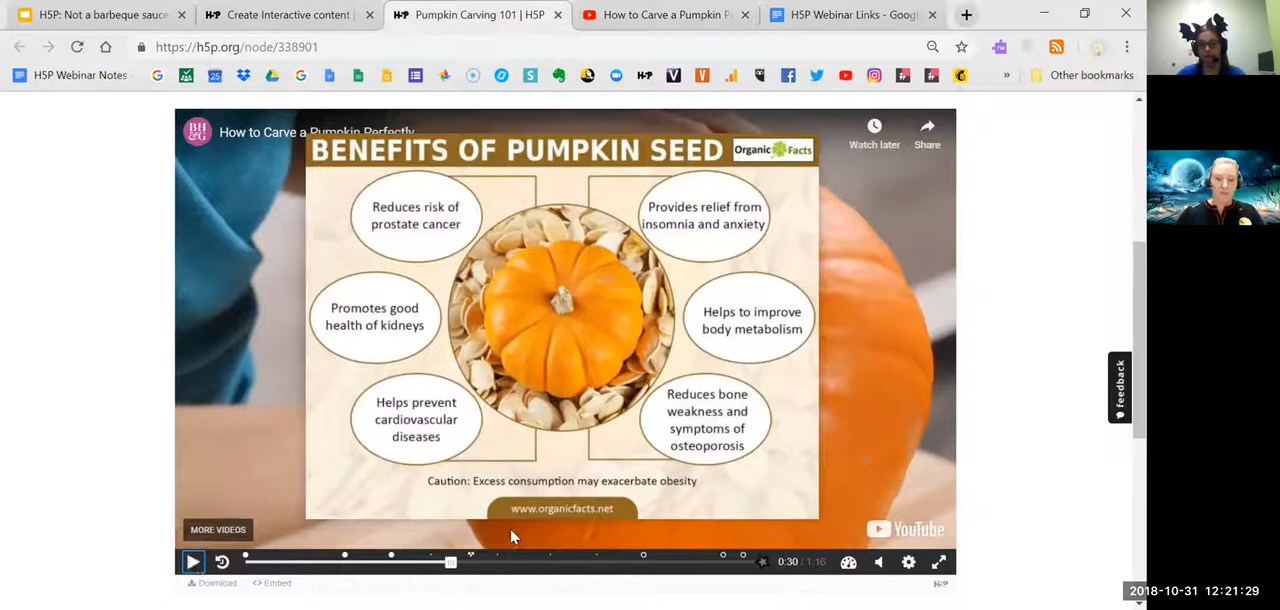 H5P: Not a barbeque sauce
H5P Create Interactive content
H5P Pumpkin Carving 101 | H5P
How to Carve a Pumpkin P
H5P Webinar Links - Goog
https://h5p.org/node/338901
H5P Webinar Notes
Other bookmarks
BH
&G
How to Carve a Pumpkin Perfectly
Watch later
Share
BENEFITS OF PUMPKIN SEED
Organic Facts
Reduces risk of
prostate cancer
Provides relief from
insomnia and anxiety
Promotes good
health of kidneys
Helps to improve
body metabolism
Helps prevent
cardiovascular
diseases
Reduces bone
weakness and
symptoms of
osteoporosis
Caution: Excess consumption may exacerbate obesity
www.organicfacts.net
MORE VIDEOS
YouTube
0:30 / 1:16
Download
<> Embed
H5P
feedback
2018-10-31 12:21:29